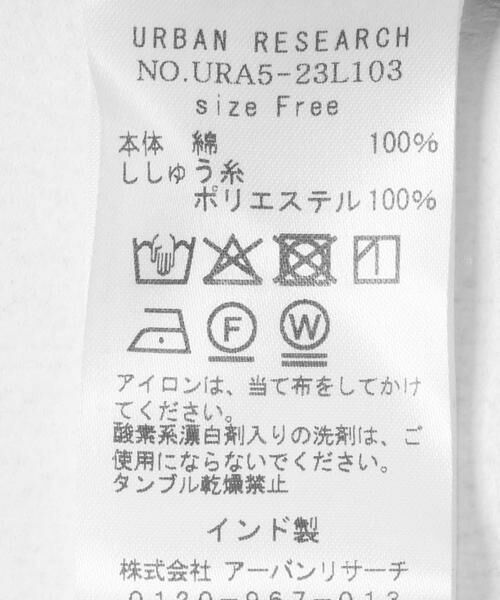 URBAN RESEARCH
NO.URA5-23L103
size Free
本体 綿 100%
ししゅう糸
ポリエステル100%
F W
アイロンは、当て布をしてかけ
てください。
酸素系漂白剤入りの洗剤は、ご
使用にならないでください。
タンブル乾燥禁止
インド製
株式会社 アーバンリサーチ
0120-967-013